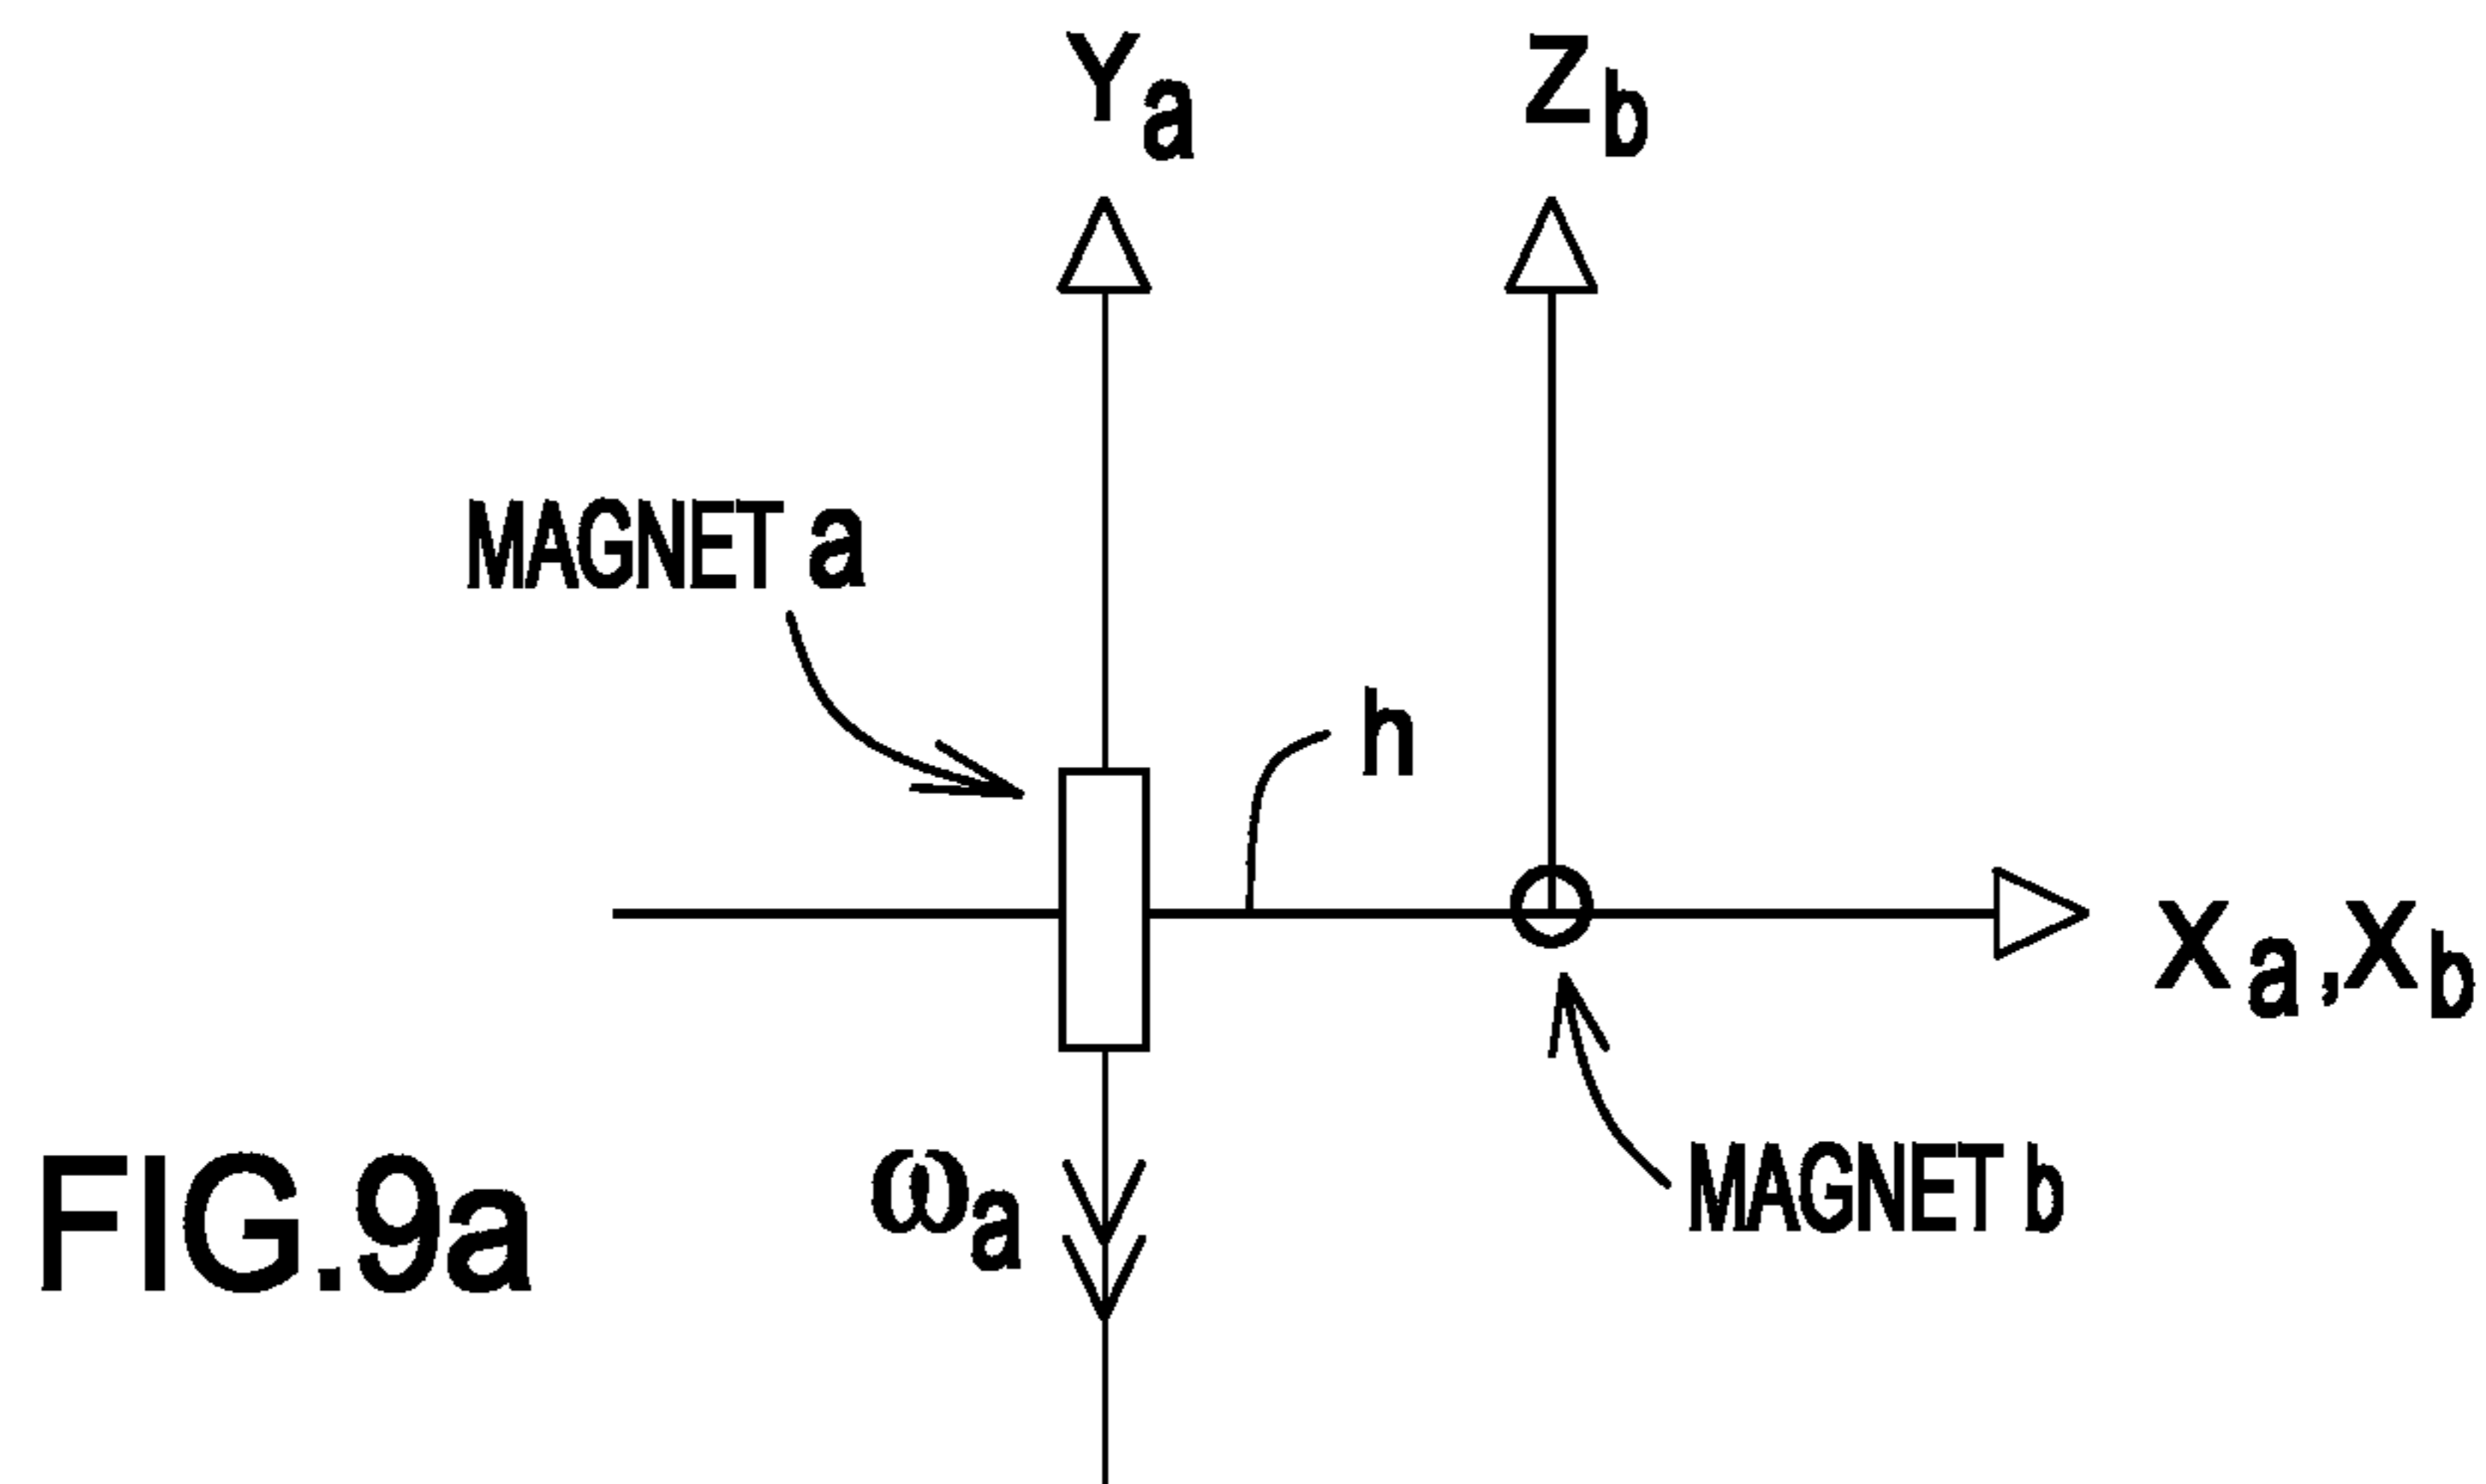 Ya
Zb
MAGNET a
h
Xa,Xb
ωa
MAGNET b
FIG.9a